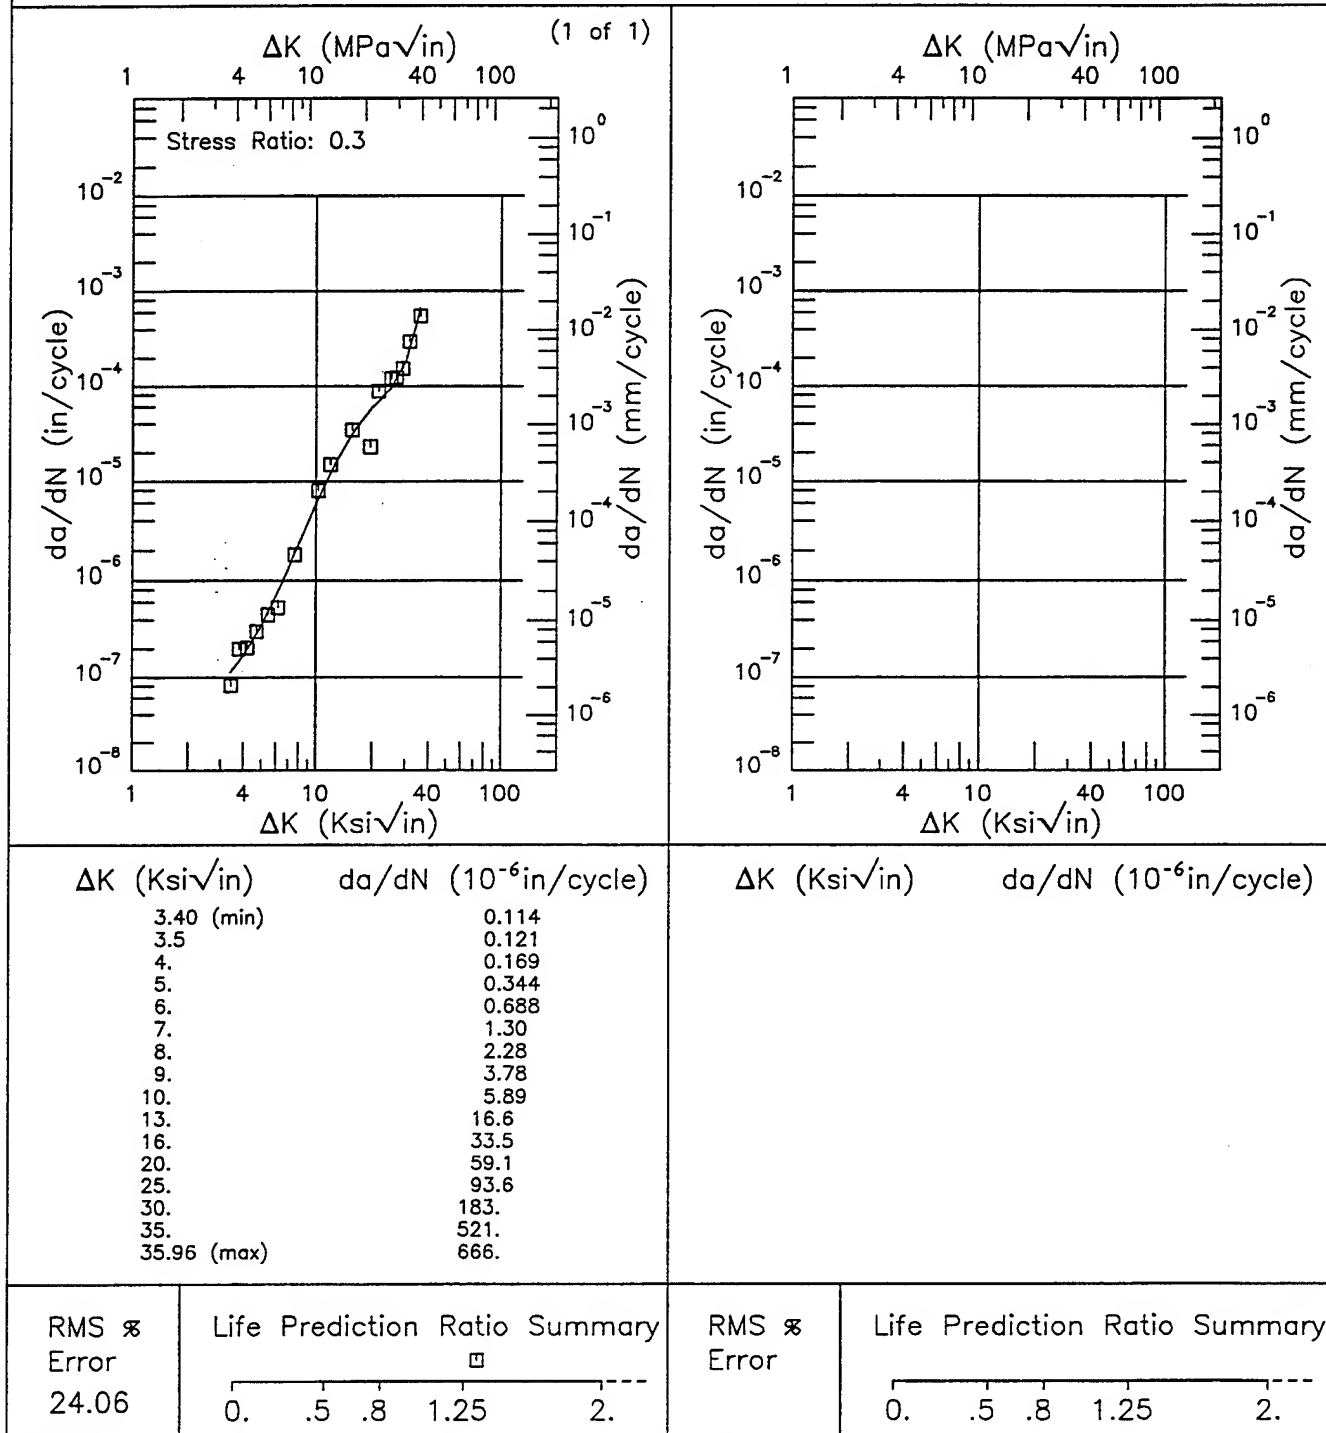 (1 of 1)
ΔK (MPa√in)
1 4 10 40 100
Stress Ratio: 0.3
10⁰
10⁻²
10⁻¹
10⁻³
10⁻²
10⁻⁴
10⁻³
10⁻⁵
10⁻⁴
10⁻⁶
10⁻⁵
10⁻⁷
10⁻⁶
10⁻⁸
da/dN (in/cycle)
da/dN (mm/cycle)
1 4 10 40 100
ΔK (Ksi√in)
ΔK (MPa√in)
1 4 10 40 100
10⁰
10⁻²
10⁻¹
10⁻³
10⁻²
10⁻⁴
10⁻³
10⁻⁵
10⁻⁴
10⁻⁶
10⁻⁵
10⁻⁷
10⁻⁶
10⁻⁸
da/dN (in/cycle)
da/dN (mm/cycle)
1 4 10 40 100
ΔK (Ksi√in)
ΔK (Ksi√in) da/dN (10⁻⁶in/cycle)
3.40 (min) 0.114
3.5 0.121
4. 0.169
5. 0.344
6. 0.688
7. 1.30
8. 2.28
9. 3.78
10. 5.89
13. 16.6
16. 33.5
20. 59.1
25. 93.6
30. 183.
35. 521.
35.96 (max) 666.
ΔK (Ksi√in) da/dN (10⁻⁶in/cycle)
RMS %
Error
24.06
Life Prediction Ratio Summary
0. .5 .8 1.25 2.
RMS %
Error
Life Prediction Ratio Summary
0. .5 .8 1.25 2.